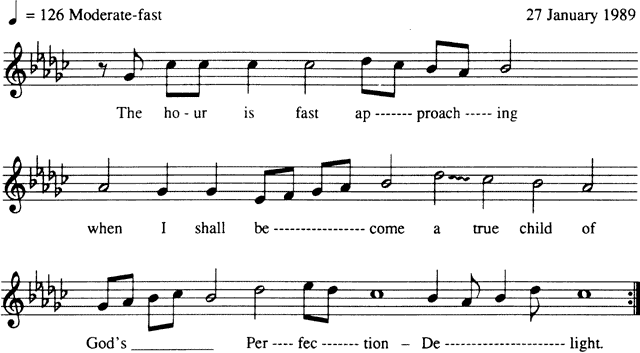 ♩ = 126 Moderate-fast 27 January 1989
The ho - ur is fast ap ------- proach ----- ing
when I shall be ----------------- come a true child of
God's __________ Per ---- fec ------- tion – De ---------------------- light.